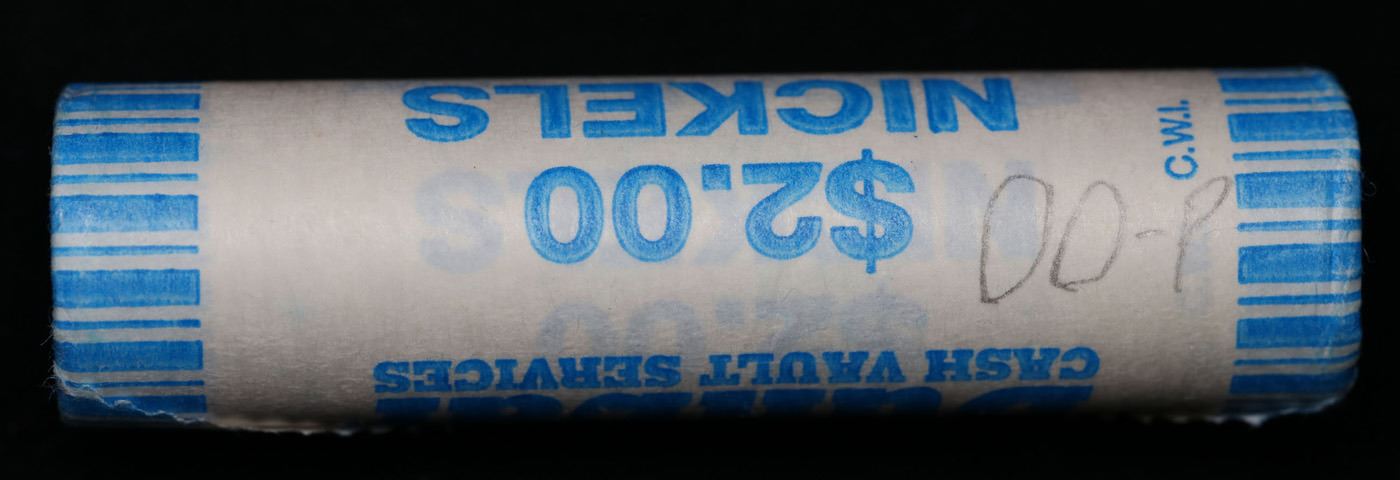 NICKELS
$2.00
CASH VAULT SERVICES
C.W.I.
00-P